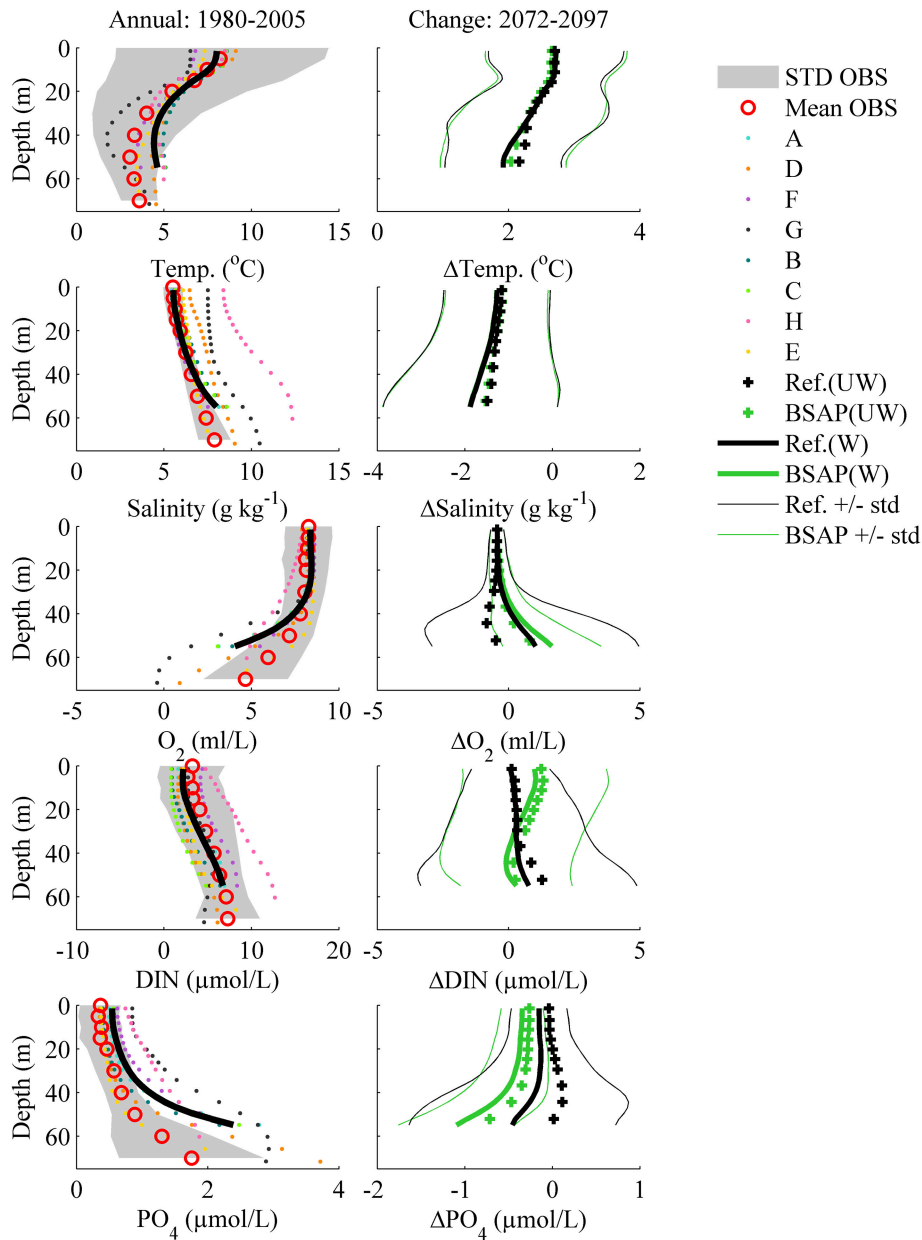 Annual: 1980-2005
Change: 2072-2097
0
20
40
60
Depth (m)
0 5 10 15
0 2 4
Temp. (°C)
ΔTemp. (°C)
0
20
40
60
Depth (m)
0 5 10 15
-4 -2 0 2
Salinity (g kg⁻¹)
ΔSalinity (g kg⁻¹)
0
20
40
60
Depth (m)
-5 0 5 10
-5 0 5
O₂ (ml/L)
ΔO₂ (ml/L)
0
20
40
60
Depth (m)
-10 0 10 20
-5 0 5
DIN (μmol/L)
ΔDIN (μmol/L)
0
20
40
60
Depth (m)
0 2 4
-2 -1 0 1
PO₄ (μmol/L)
ΔPO₄ (μmol/L)
STD OBS
Mean OBS
A
D
F
G
B
C
H
E
Ref.(UW)
BSAP(UW)
Ref.(W)
BSAP(W)
Ref. +/- std
BSAP +/- std